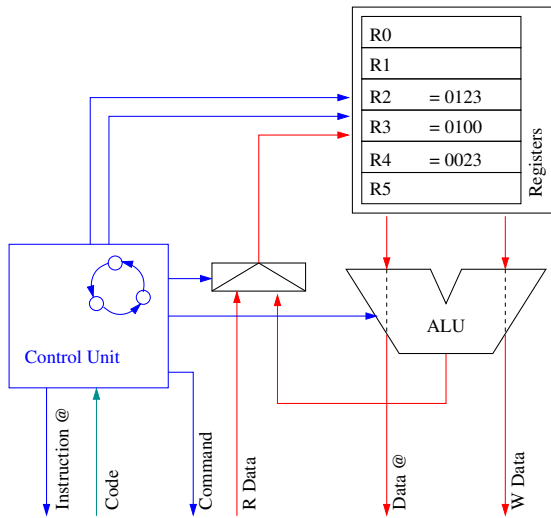 R0
R1
R2 = 0123
R3 = 0100
R4 = 0023
R5
Registers
ALU
Control Unit
Instruction @
Code
Command
R Data
Data @
W Data